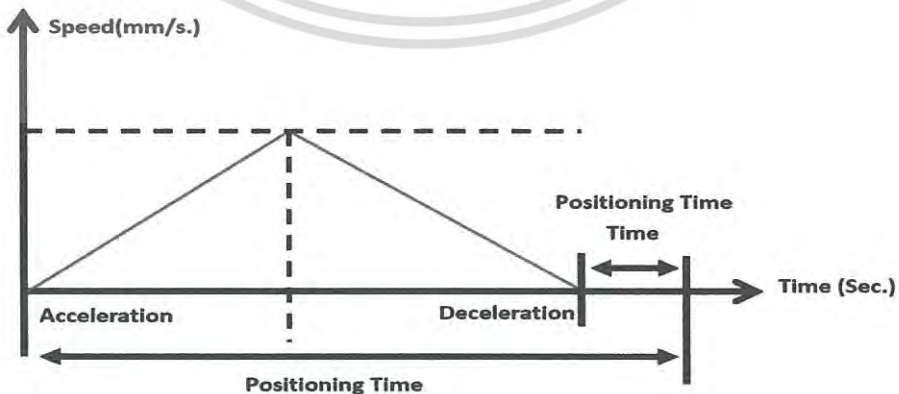 Speed(mm/s.)
Positioning Time
Time
Time (Sec.)
Acceleration
Deceleration
Positioning Time